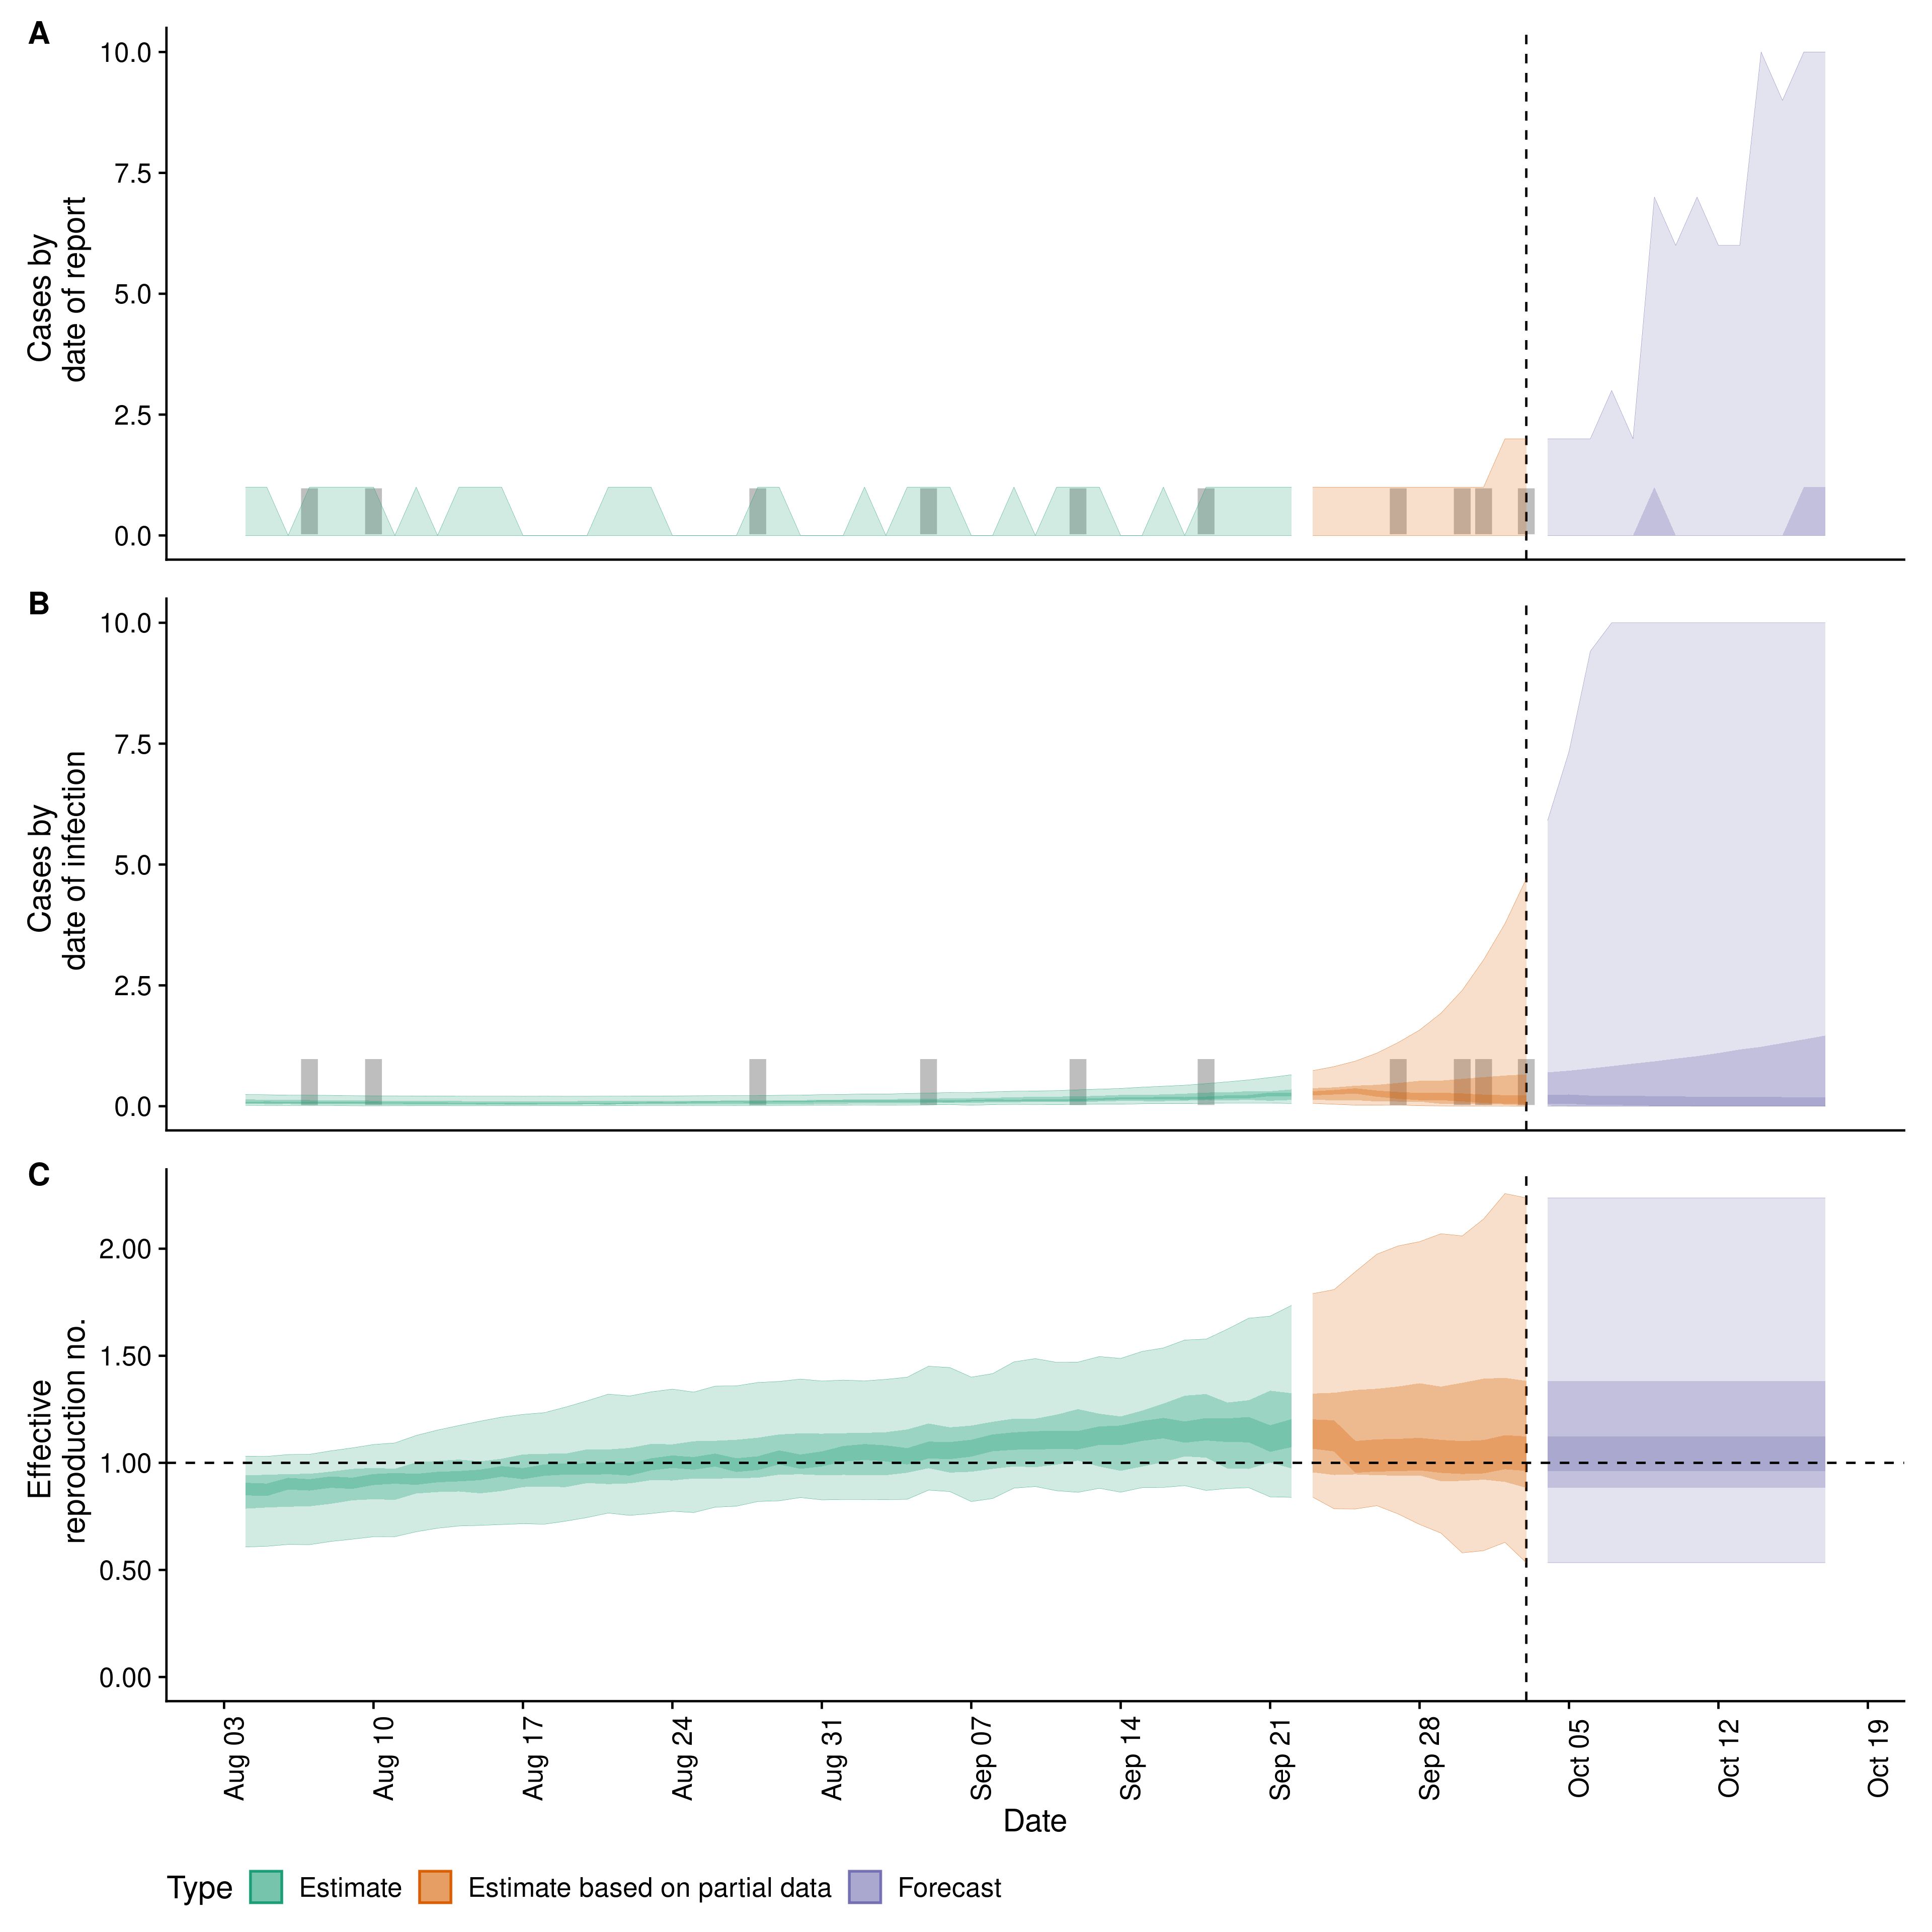 A
10.0
7.5
5.0
2.5
0.0
Cases by
date of report
B
10.0
7.5
5.0
2.5
0.0
Cases by
date of infection
C
2.00
1.50
1.00
0.50
0.00
Effective
reproduction no.
Aug 03
Aug 10
Aug 17
Aug 24
Aug 31
Sep 07
Sep 14
Sep 21
Sep 28
Oct 05
Oct 12
Oct 19
Date
Type Estimate Estimate based on partial data Forecast